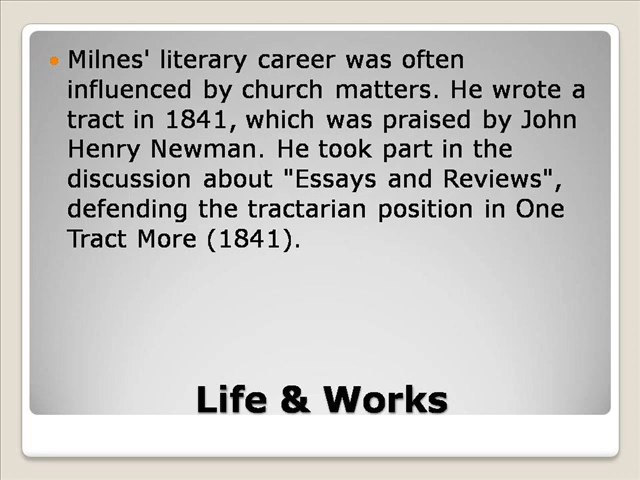 Milnes' literary career was often
influenced by church matters. He wrote a
tract in 1841, which was praised by John
Henry Newman. He took part in the
discussion about "Essays and Reviews",
defending the tractarian position in One
Tract More (1841).
Life & Works